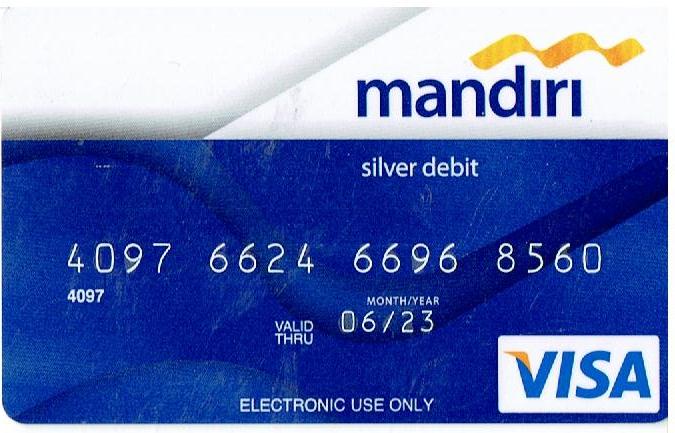 mandiri
silver debit
4097 6624 6696 8560
4097
MONTH/YEAR
VALID THRU 06/23
VISA
ELECTRONIC USE ONLY